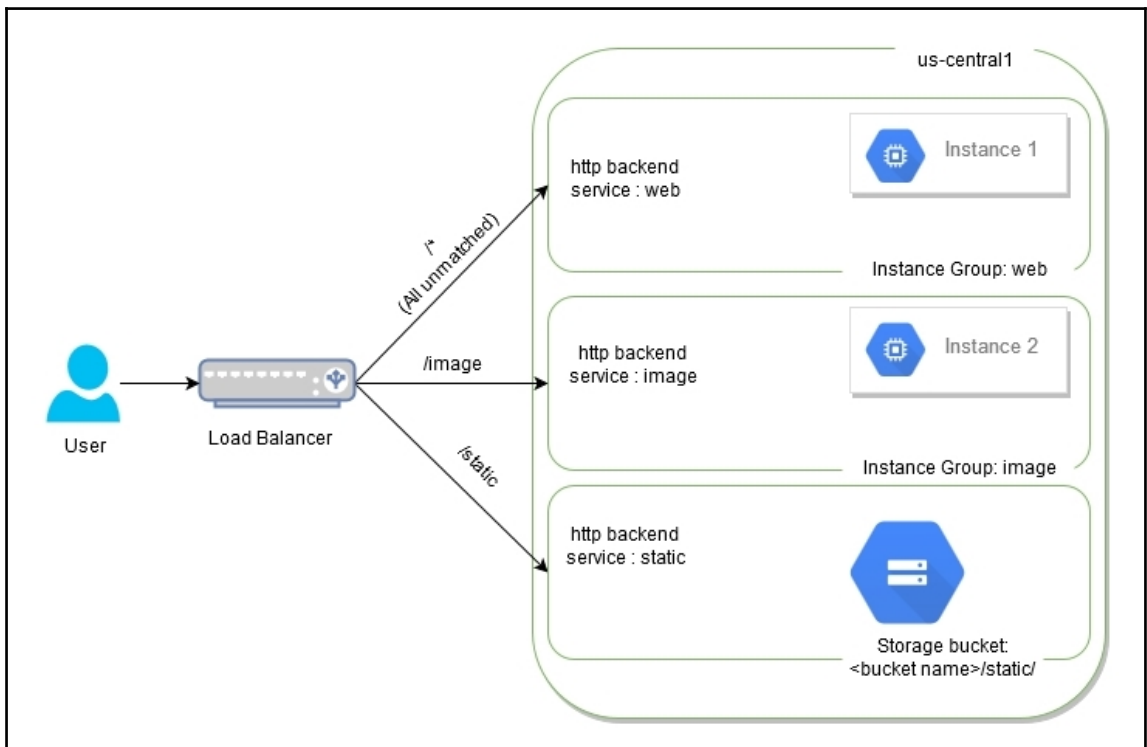 us-central1
http backend
service : web
Instance 1
Instance Group: web
/*
(All unmatched)
/image
/static
User
Load Balancer
http backend
service : image
Instance 2
Instance Group: image
http backend
service : static
Storage bucket:
<bucket name>/static/